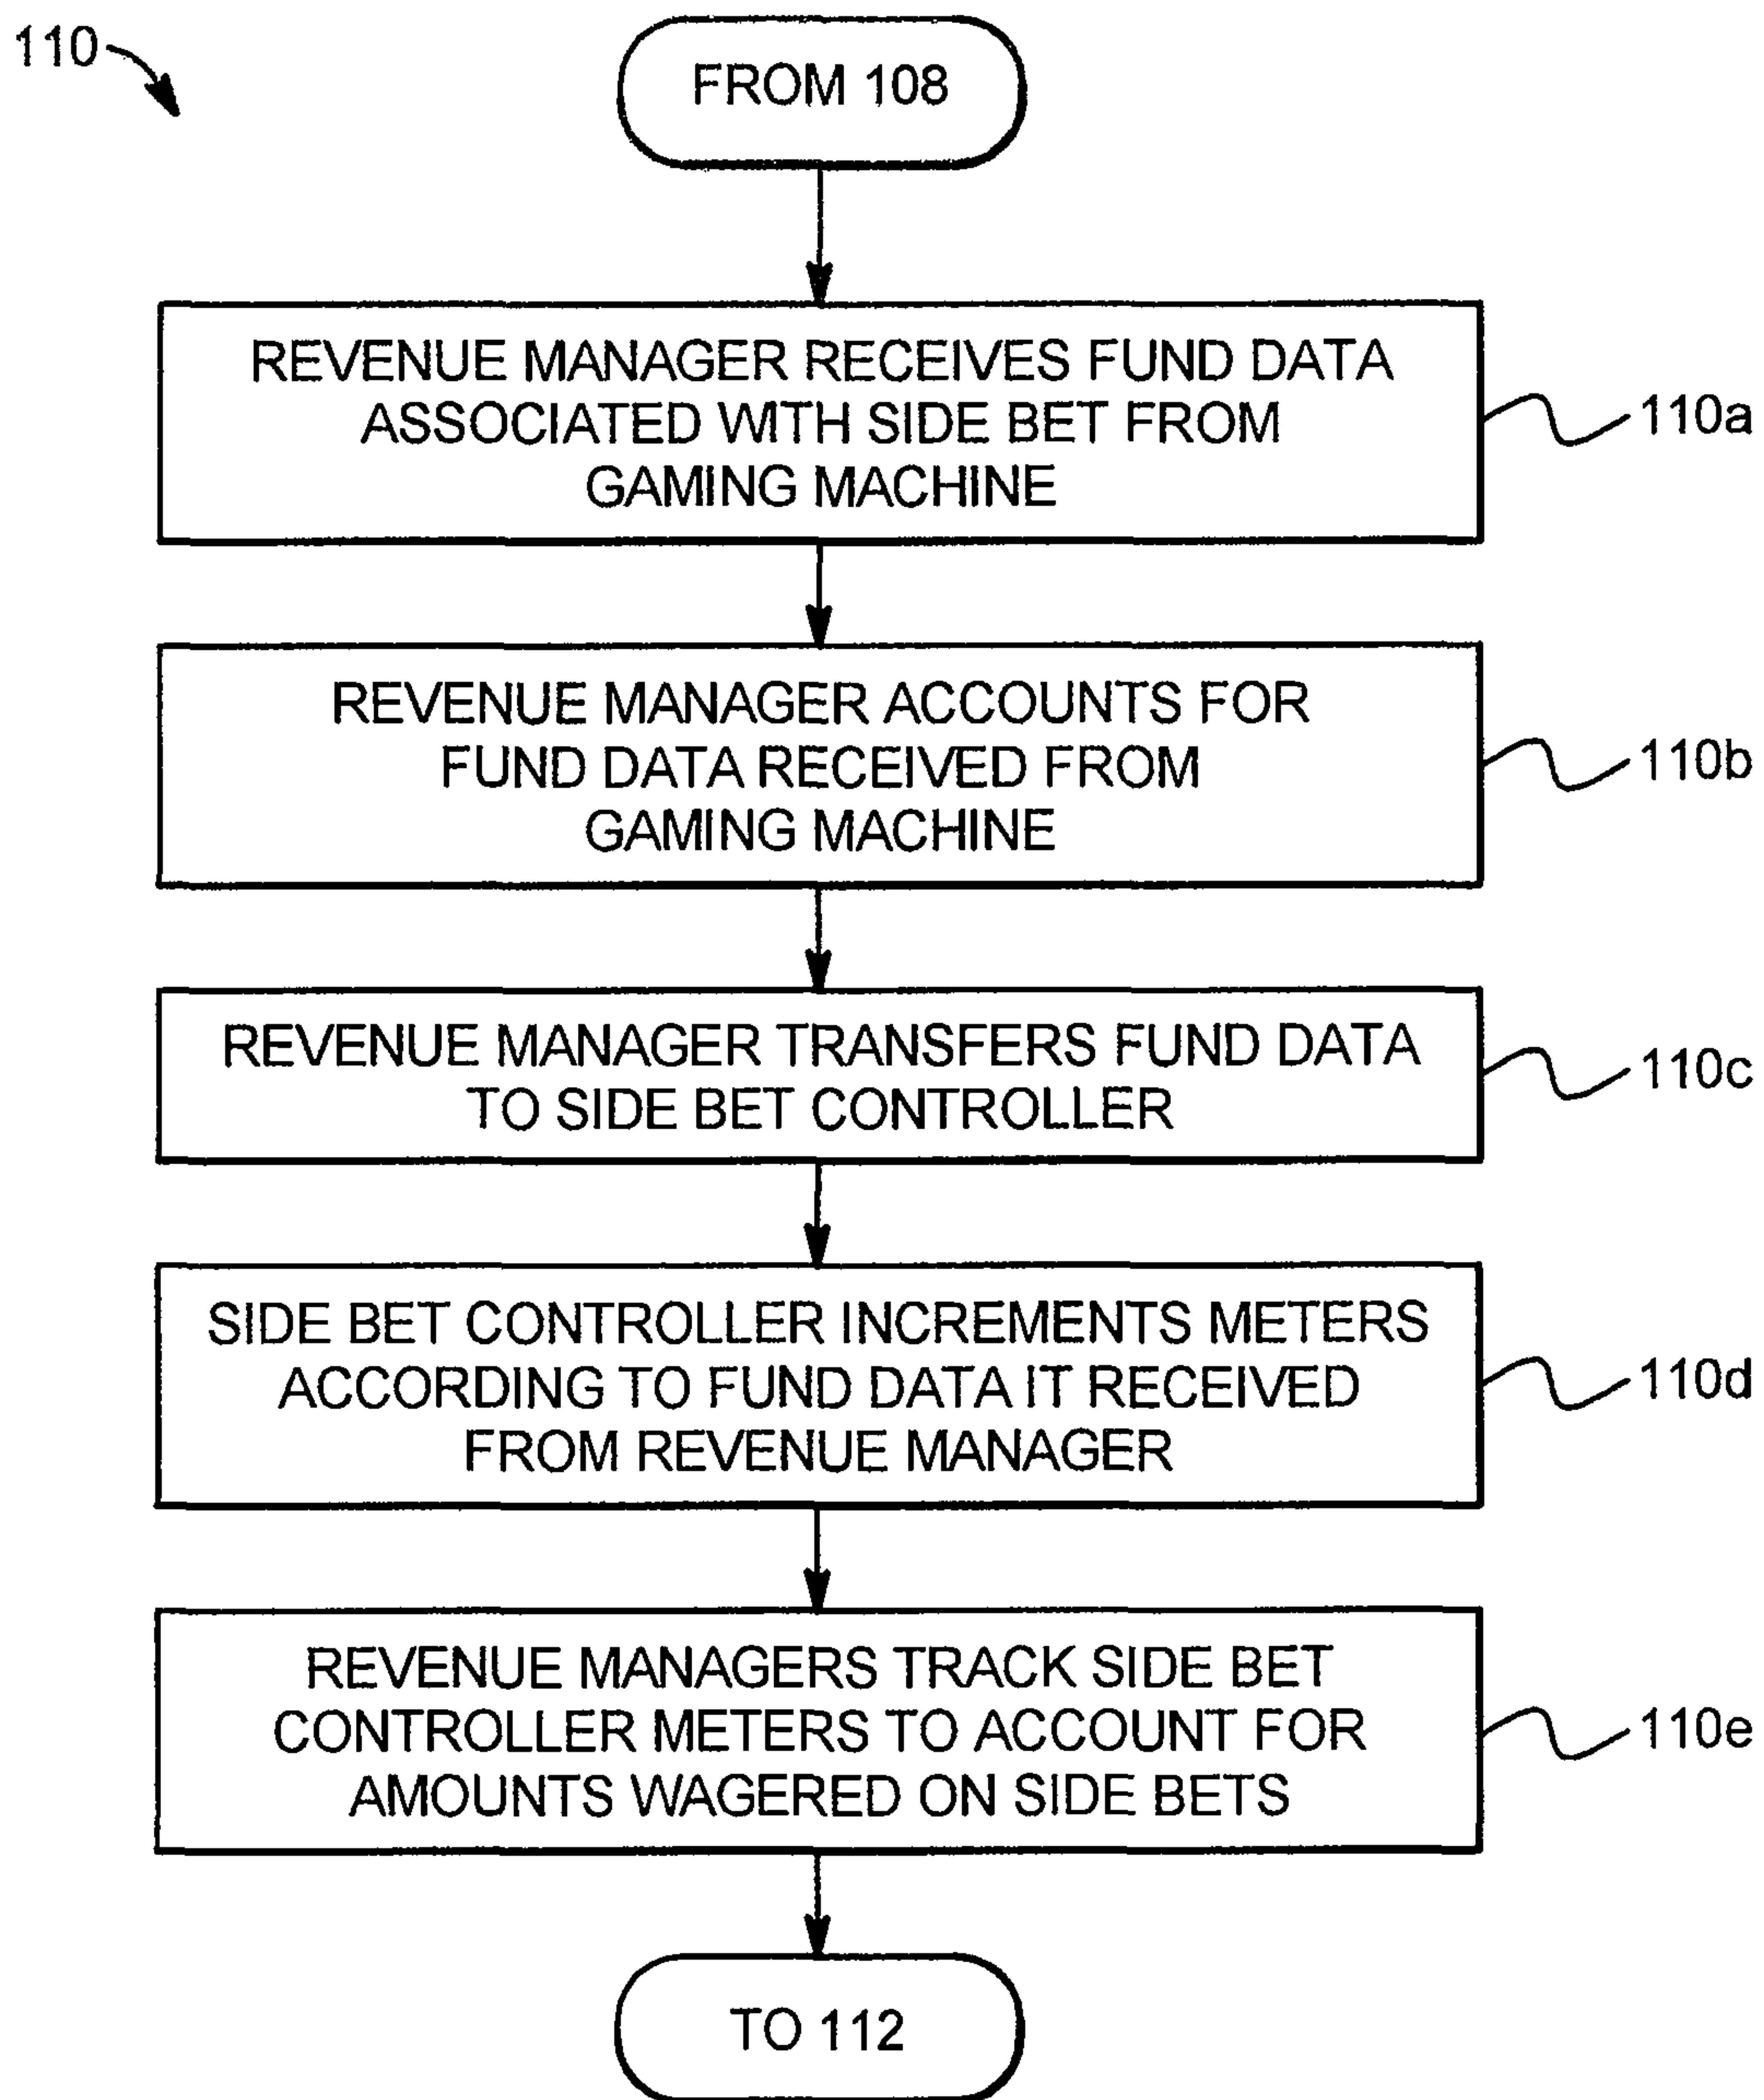 110
FROM 108
REVENUE MANAGER RECEIVES FUND DATA
ASSOCIATED WITH SIDE BET FROM
GAMING MACHINE
110a
REVENUE MANAGER ACCOUNTS FOR
FUND DATA RECEIVED FROM
GAMING MACHINE
110b
REVENUE MANAGER TRANSFERS FUND DATA
TO SIDE BET CONTROLLER
110c
SIDE BET CONTROLLER INCREMENTS METERS
ACCORDING TO FUND DATA IT RECEIVED
FROM REVENUE MANAGER
110d
REVENUE MANAGERS TRACK SIDE BET
CONTROLLER METERS TO ACCOUNT FOR
AMOUNTS WAGERED ON SIDE BETS
110e
TO 112